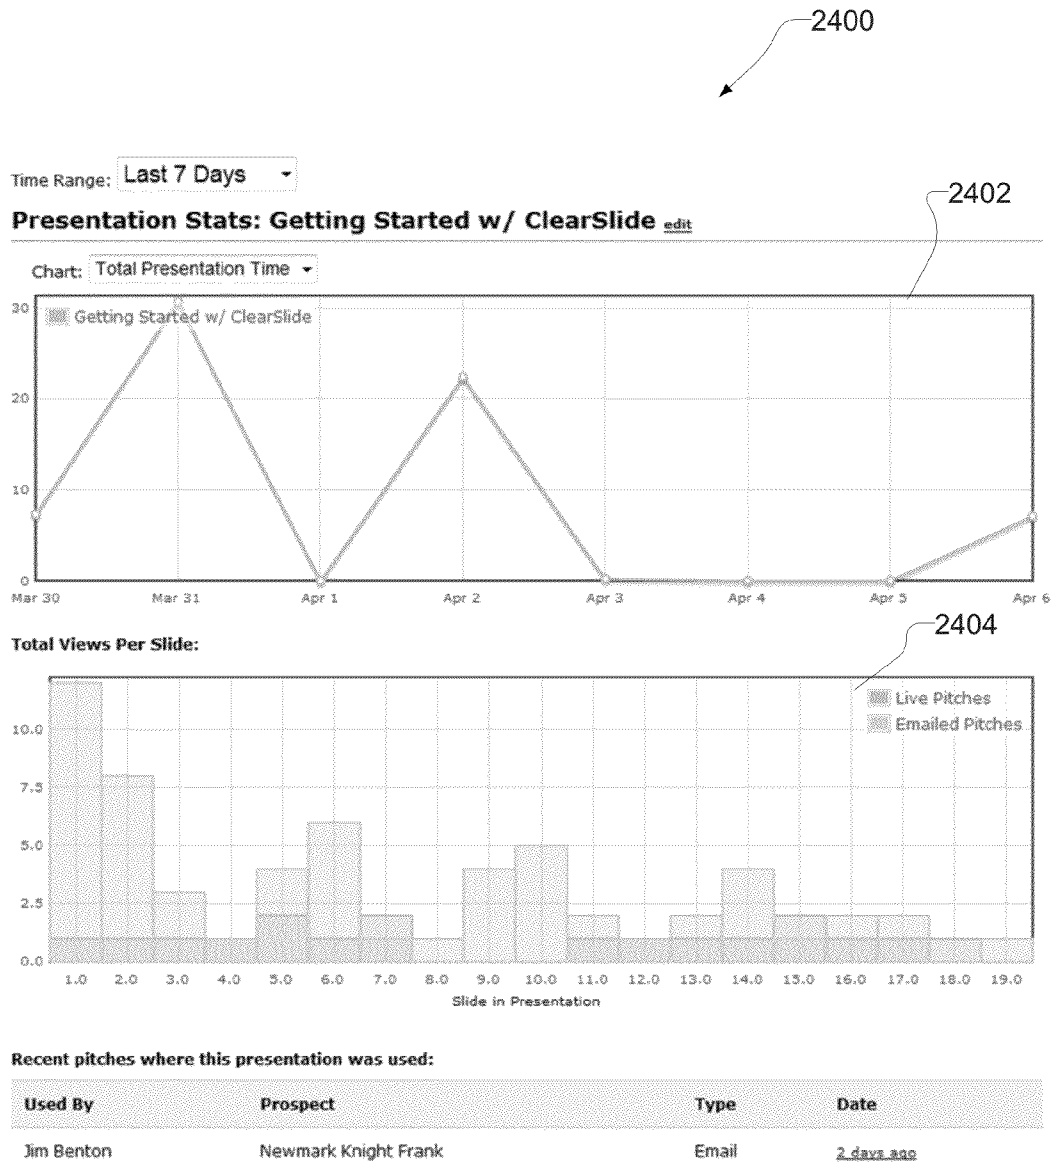 2400
Time Range: Last 7 Days
2402
Presentation Stats: Getting Started w/ ClearSlide edit
Chart: Total Presentation Time
30
Getting Started w/ ClearSlide
20
10
0
Mar 30 Mar 31 Apr 1 Apr 2 Apr 3 Apr 4 Apr 5 Apr 6
2404
Total Views Per Slide:
Live Pitches
Emailed Pitches
10.0
7.5
5.0
2.5
0.0
1.0 2.0 3.0 4.0 5.0 6.0 7.0 8.0 9.0 10.0 11.0 12.0 13.0 14.0 15.0 16.0 17.0 18.0 19.0
Slide in Presentation
Recent pitches where this presentation was used:
Used By Prospect Type Date
Jim Benton Newmark Knight Frank Email 2 days ago